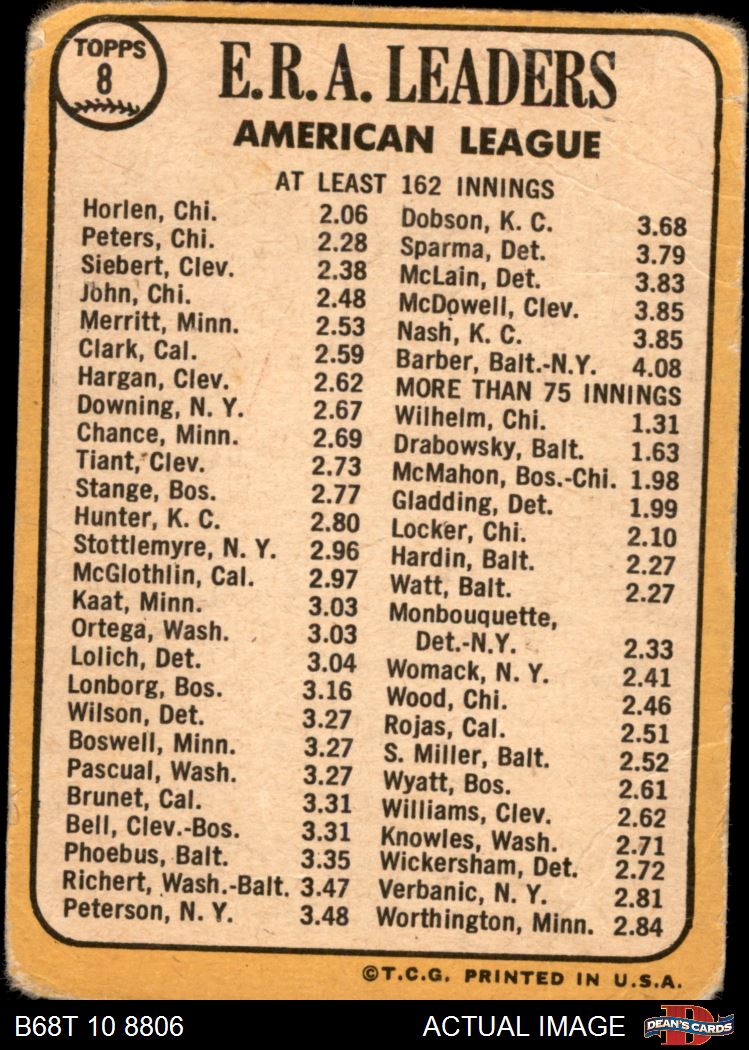 TOPPS
8
E.R.A. LEADERS
AMERICAN LEAGUE
AT LEAST 162 INNINGS
Horlen, Chi. 2.06
Peters, Chi. 2.28
Siebert, Clev. 2.38
John, Chi. 2.48
Merritt, Minn. 2.53
Clark, Cal. 2.59
Hargan, Clev. 2.62
Downing, N. Y. 2.67
Chance, Minn. 2.69
Tiant, Clev. 2.73
Stange, Bos. 2.77
Hunter, K. C. 2.80
Stottlemyre, N. Y. 2.96
McGlothlin, Cal. 2.97
Kaat, Minn. 3.03
Ortega, Wash. 3.03
Lolich, Det. 3.04
Lonborg, Bos. 3.16
Wilson, Det. 3.27
Boswell, Minn. 3.27
Pascual, Wash. 3.27
Brunet, Cal. 3.31
Bell, Clev.-Bos. 3.31
Phoebus, Balt. 3.35
Richert, Wash.-Balt. 3.47
Peterson, N. Y. 3.48
Dobson, K. C. 3.68
Sparma, Det. 3.79
McLain, Det. 3.83
McDowell, Clev. 3.85
Nash, K. C. 3.85
Barber, Balt.-N.Y. 4.08
MORE THAN 75 INNINGS
Wilhelm, Chi. 1.31
Drabowsky, Balt. 1.63
McMahon, Bos.-Chi. 1.98
Gladding, Det. 1.99
Locker, Chi. 2.10
Hardin, Balt. 2.27
Watt, Balt. 2.27
Monbouquette,
Det.-N.Y. 2.33
Womack, N. Y. 2.41
Wood, Chi. 2.46
Rojas, Cal. 2.51
S. Miller, Balt. 2.52
Wyatt, Bos. 2.61
Williams, Clev. 2.62
Knowles, Wash. 2.71
Wickersham, Det. 2.72
Verbanic, N. Y. 2.81
Worthington, Minn. 2.84
©T.C.G. PRINTED IN U.S.A.
B68T 10 8806
ACTUAL IMAGE
DEAN'S CARDS